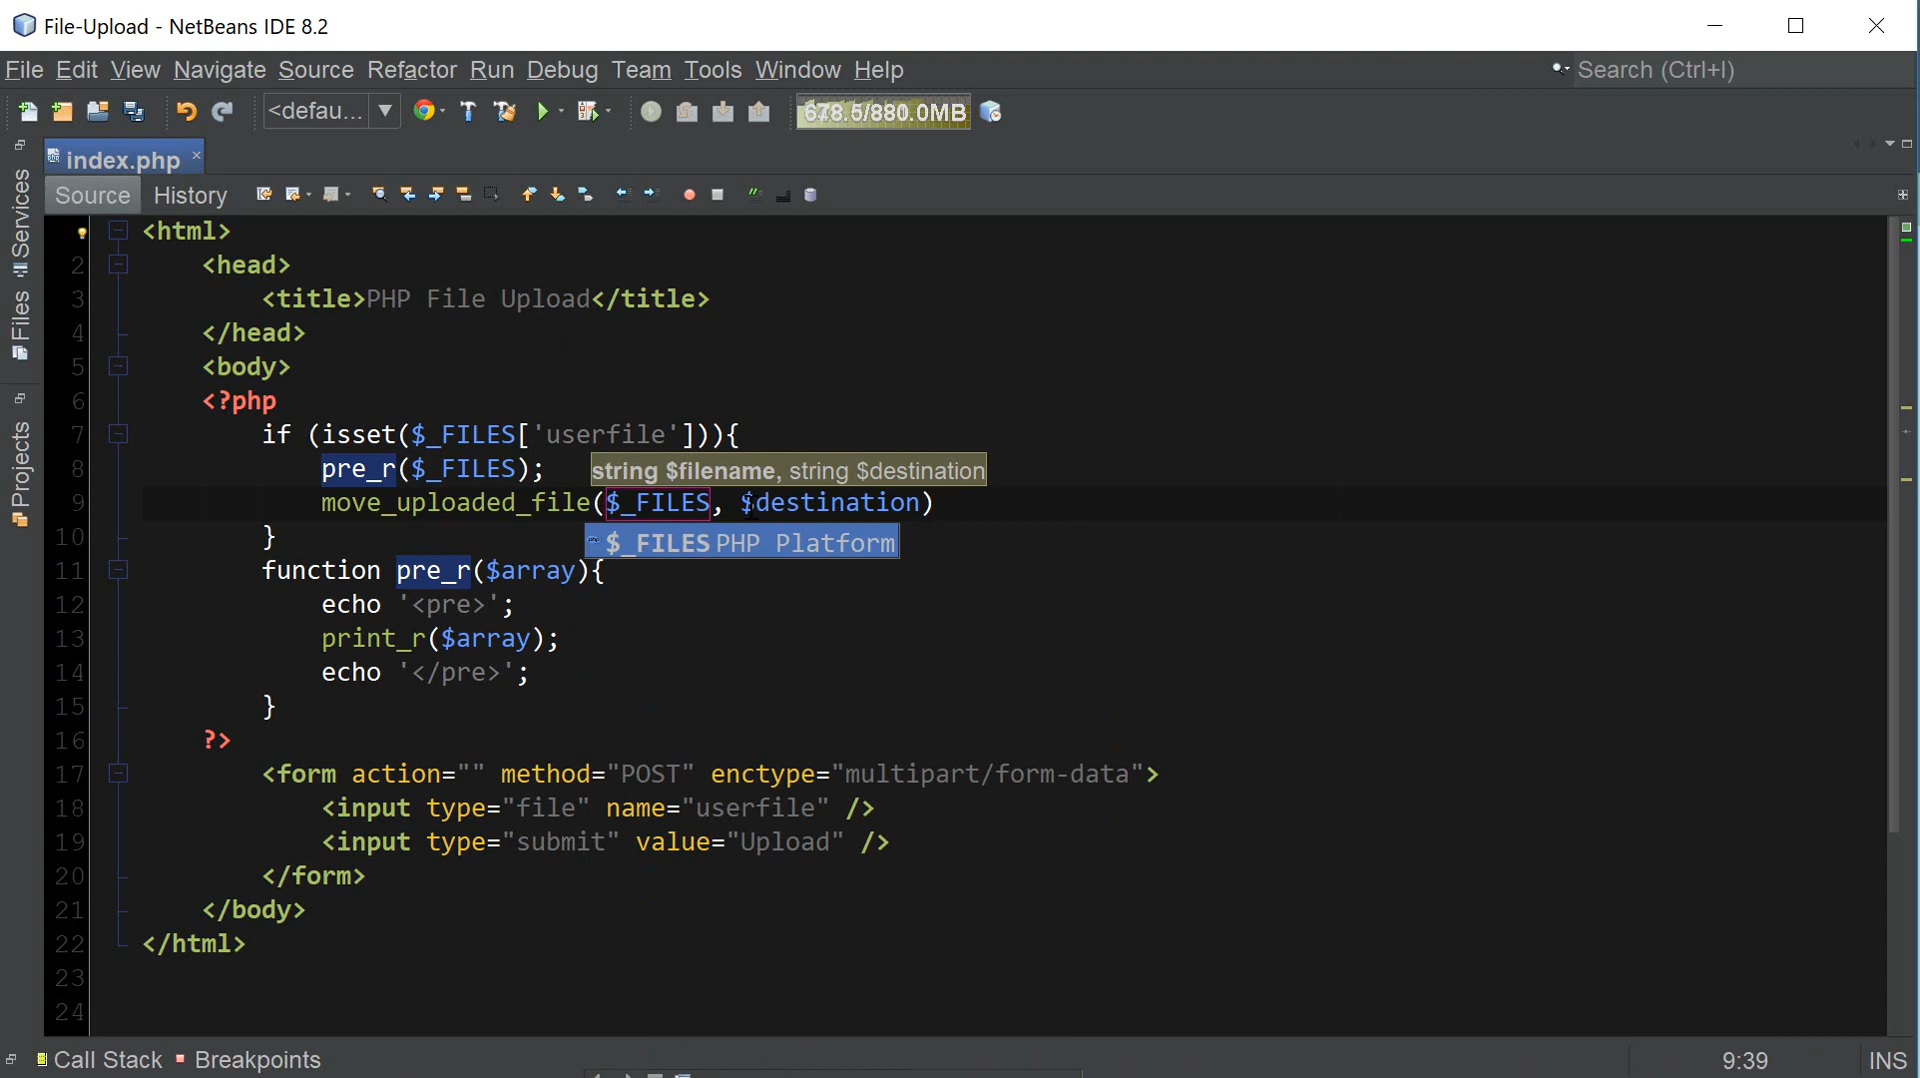 File-Upload - NetBeans IDE 8.2
File Edit View Navigate Source Refactor Run Debug Team Tools Window Help
Search (Ctrl+I)
<defau...
678.5/880.0MB
index.php
Source History
Services
Files
Projects
<html>
2 <head>
3 <title>PHP File Upload</title>
4 </head>
5 <body>
6 <?php
7 if (isset($_FILES['userfile'])){
8 pre_r($_FILES);
string $filename, string $destination
9 move_uploaded_file($_FILES, $destination)
10 }
$_FILES PHP Platform
11 function pre_r($array){
12 echo '<pre>';
13 print_r($array);
14 echo '</pre>';
15 }
16 ?>
17 <form action="" method="POST" enctype="multipart/form-data">
18 <input type="file" name="userfile" />
19 <input type="submit" value="Upload" />
20 </form>
21 </body>
22 </html>
23
24
Call Stack Breakpoints
9:39 INS